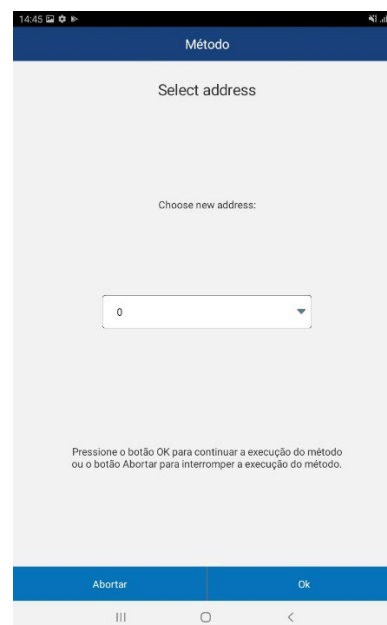 14:45
Método
Select address
Choose new address:
0
Pressione o botão OK para continuar a execução do método
ou o botão Abortar para interromper a execução do método.
Abortar
Ok